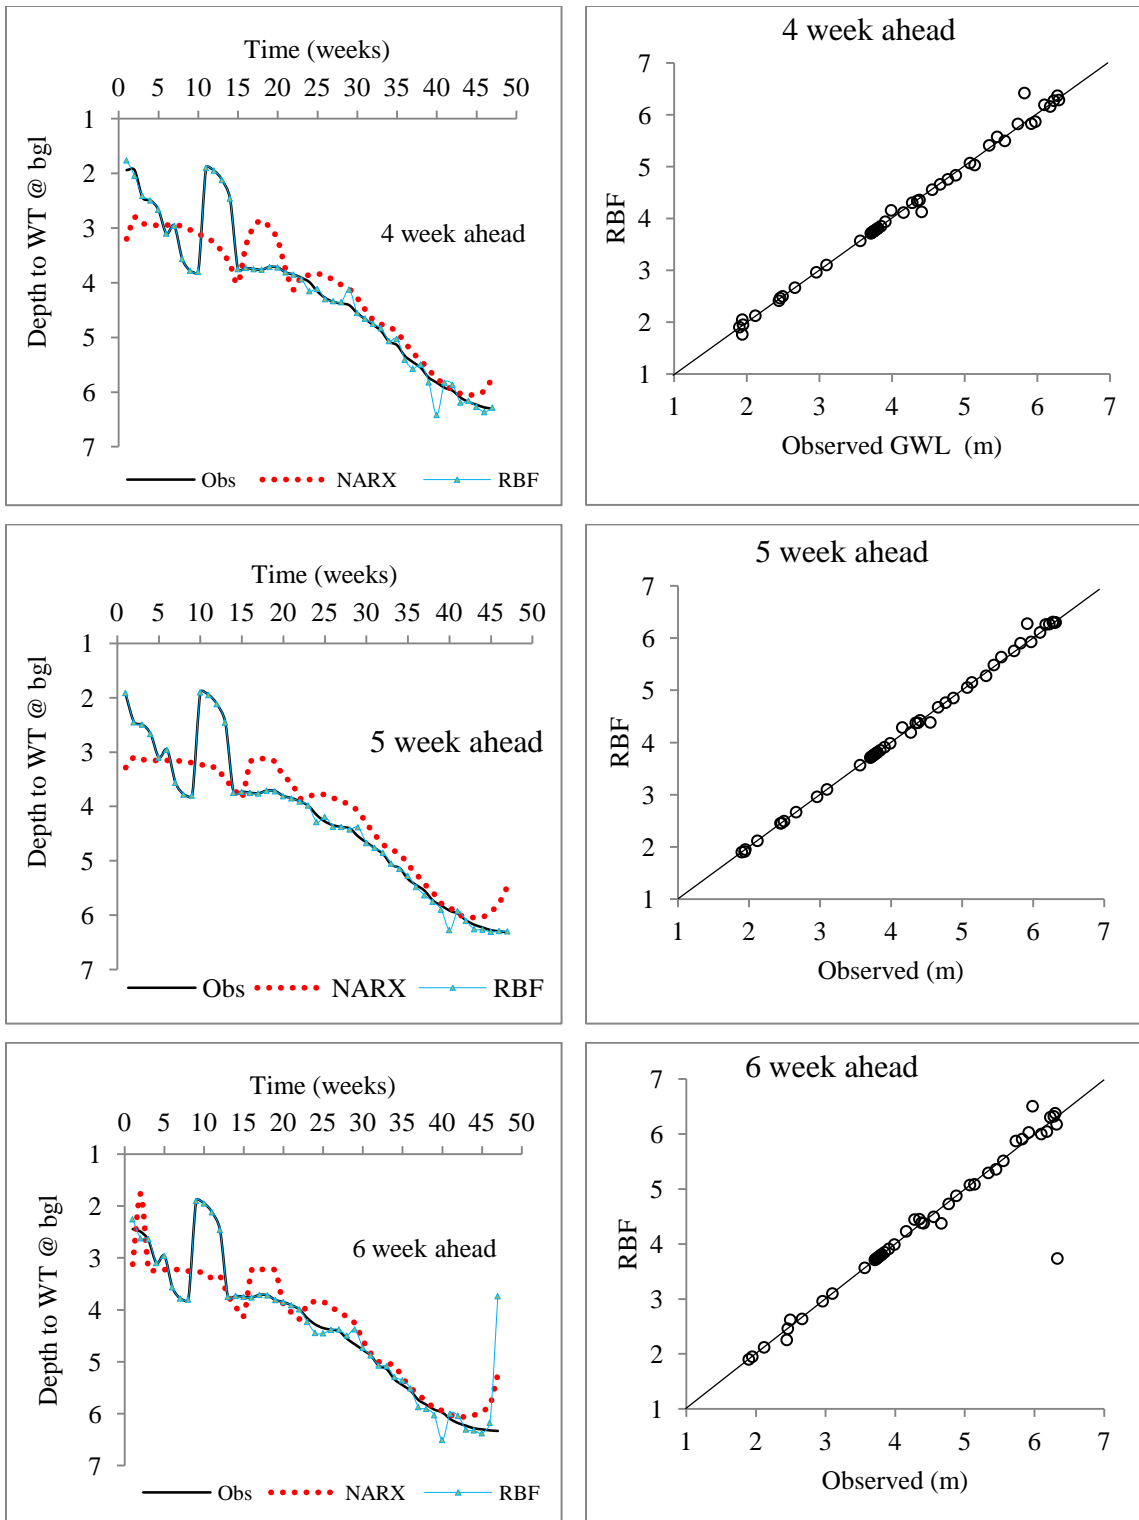 Time (weeks)
0 5 10 15 20 25 30 35 40 45 50
1
2
3
4
5
6
7
Depth to WT @ bgl
4 week ahead
Obs NARX RBF
4 week ahead
7
6
5
4
3
2
1
RBF
1 2 3 4 5 6 7
Observed GWL (m)
Time (weeks)
0 5 10 15 20 25 30 35 40 45 50
1
2
3
4
5
6
7
Depth to WT @ bgl
5 week ahead
Obs NARX RBF
5 week ahead
7
6
5
4
3
2
1
RBF
1 2 3 4 5 6 7
Observed (m)
Time (weeks)
0 5 10 15 20 25 30 35 40 45 50
1
2
3
4
5
6
7
Depth to WT @ bgl
6 week ahead
Obs NARX RBF
6 week ahead
7
6
5
4
3
2
1
RBF
1 2 3 4 5 6 7
Observed (m)